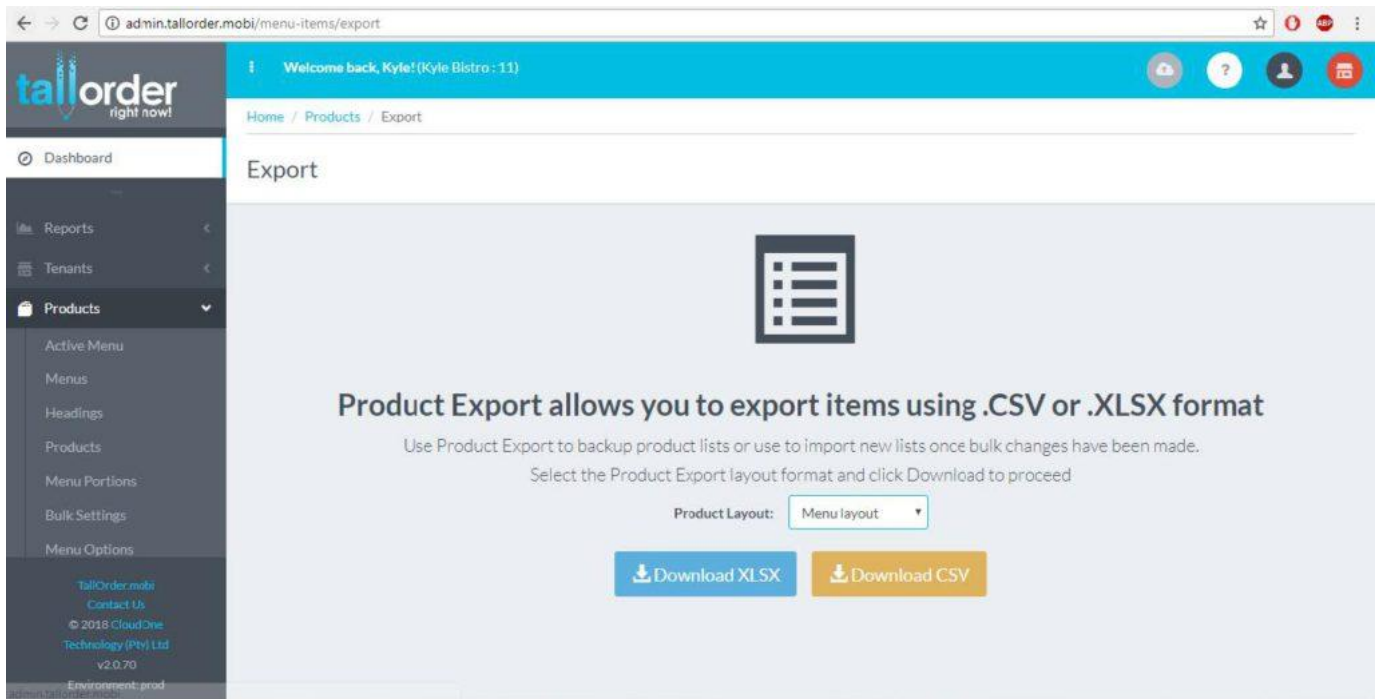 admin.tallorder.mobi/menu-items/export
ABP
tallorder
right now!
Welcome back, Kyle! (Kyle Bistro : 11)
?
Home / Products / Export
Export
Dashboard
Reports
Tenants
Products
Active Menu
Menus
Headings
Products
Menu Portions
Bulk Settings
Menu Options
TallOrder.mobi
Contact Us
© 2018 CloudOne
Technology (Pty) Ltd
v2.0.70
Environment: prod
admin.tallorder.mobi
Product Export allows you to export items using .CSV or .XLSX format
Use Product Export to backup product lists or use to import new lists once bulk changes have been made.
Select the Product Export layout format and click Download to proceed
Product Layout: Menu layout
Download XLSX Download CSV